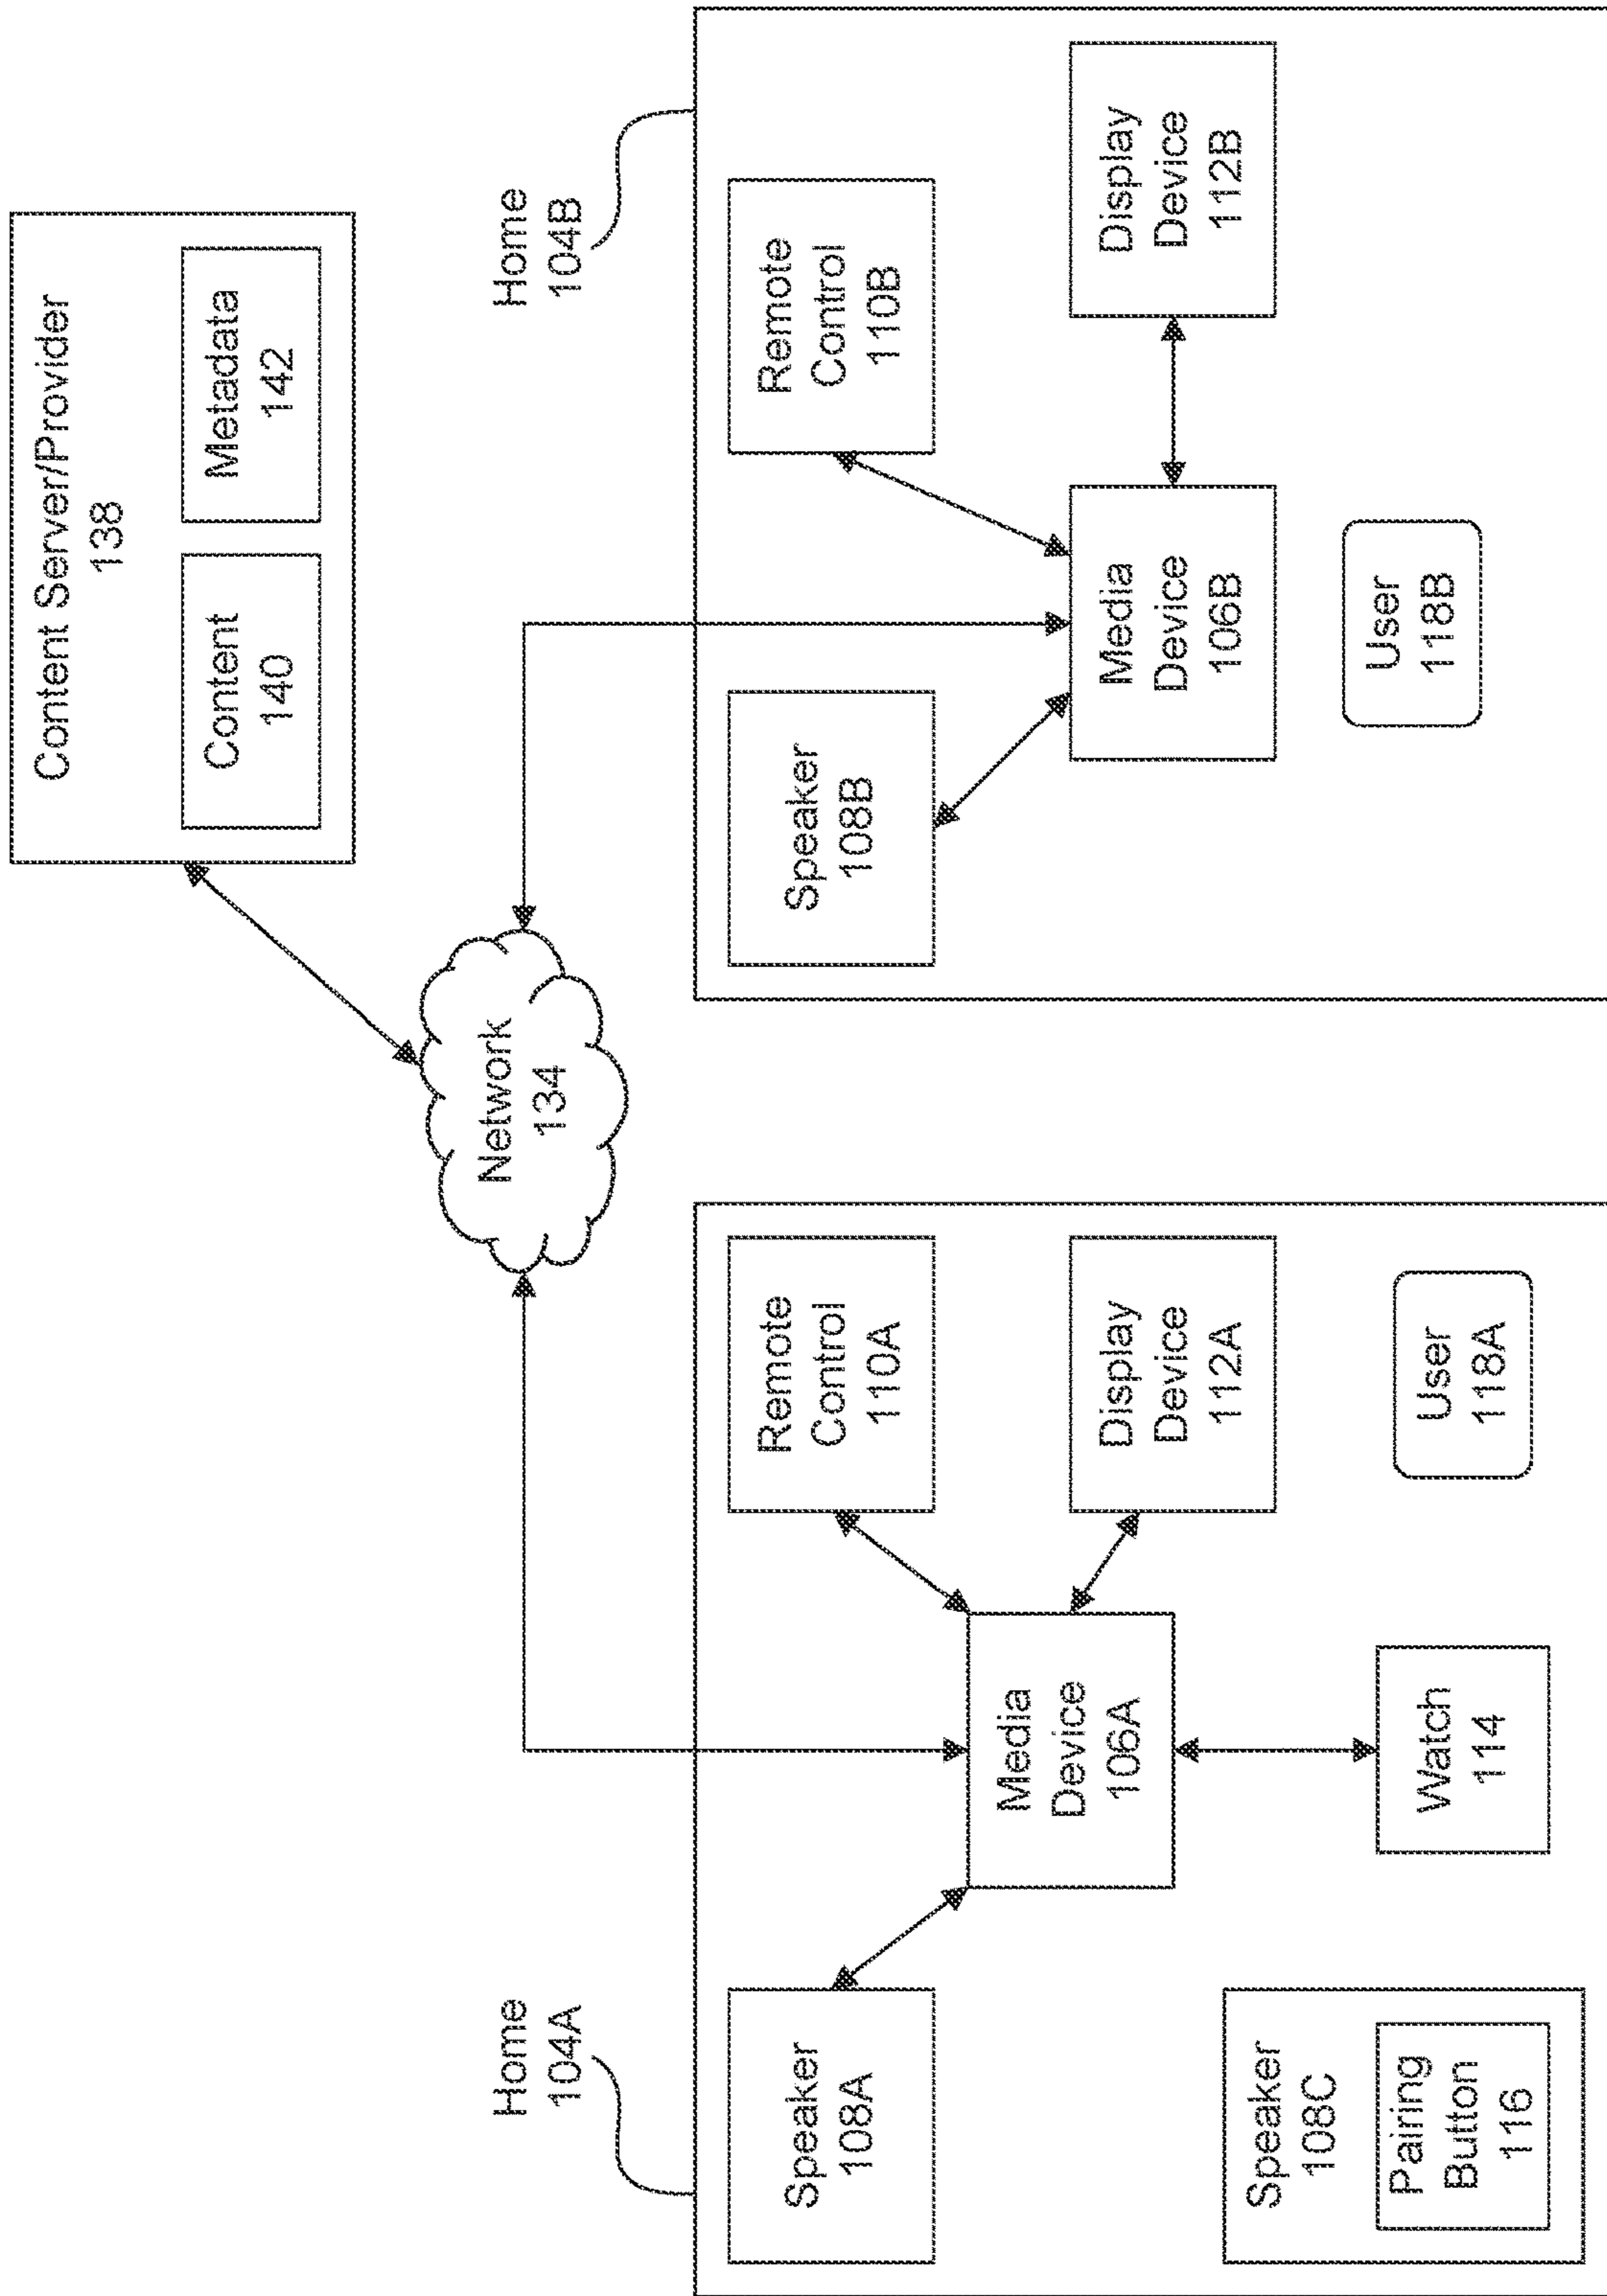 Content Server/Provider
138
Content
140
Metadata
142
Network
134
Home
104A
Speaker
108A
Remote
Control
110A
Media
Device
106A
Display
Device
112A
Speaker
108C
Pairing
Button
116
Watch
114
User
118A
Home
104B
Speaker
108B
Remote
Control
110B
Media
Device
106B
Display
Device
112B
User
118B